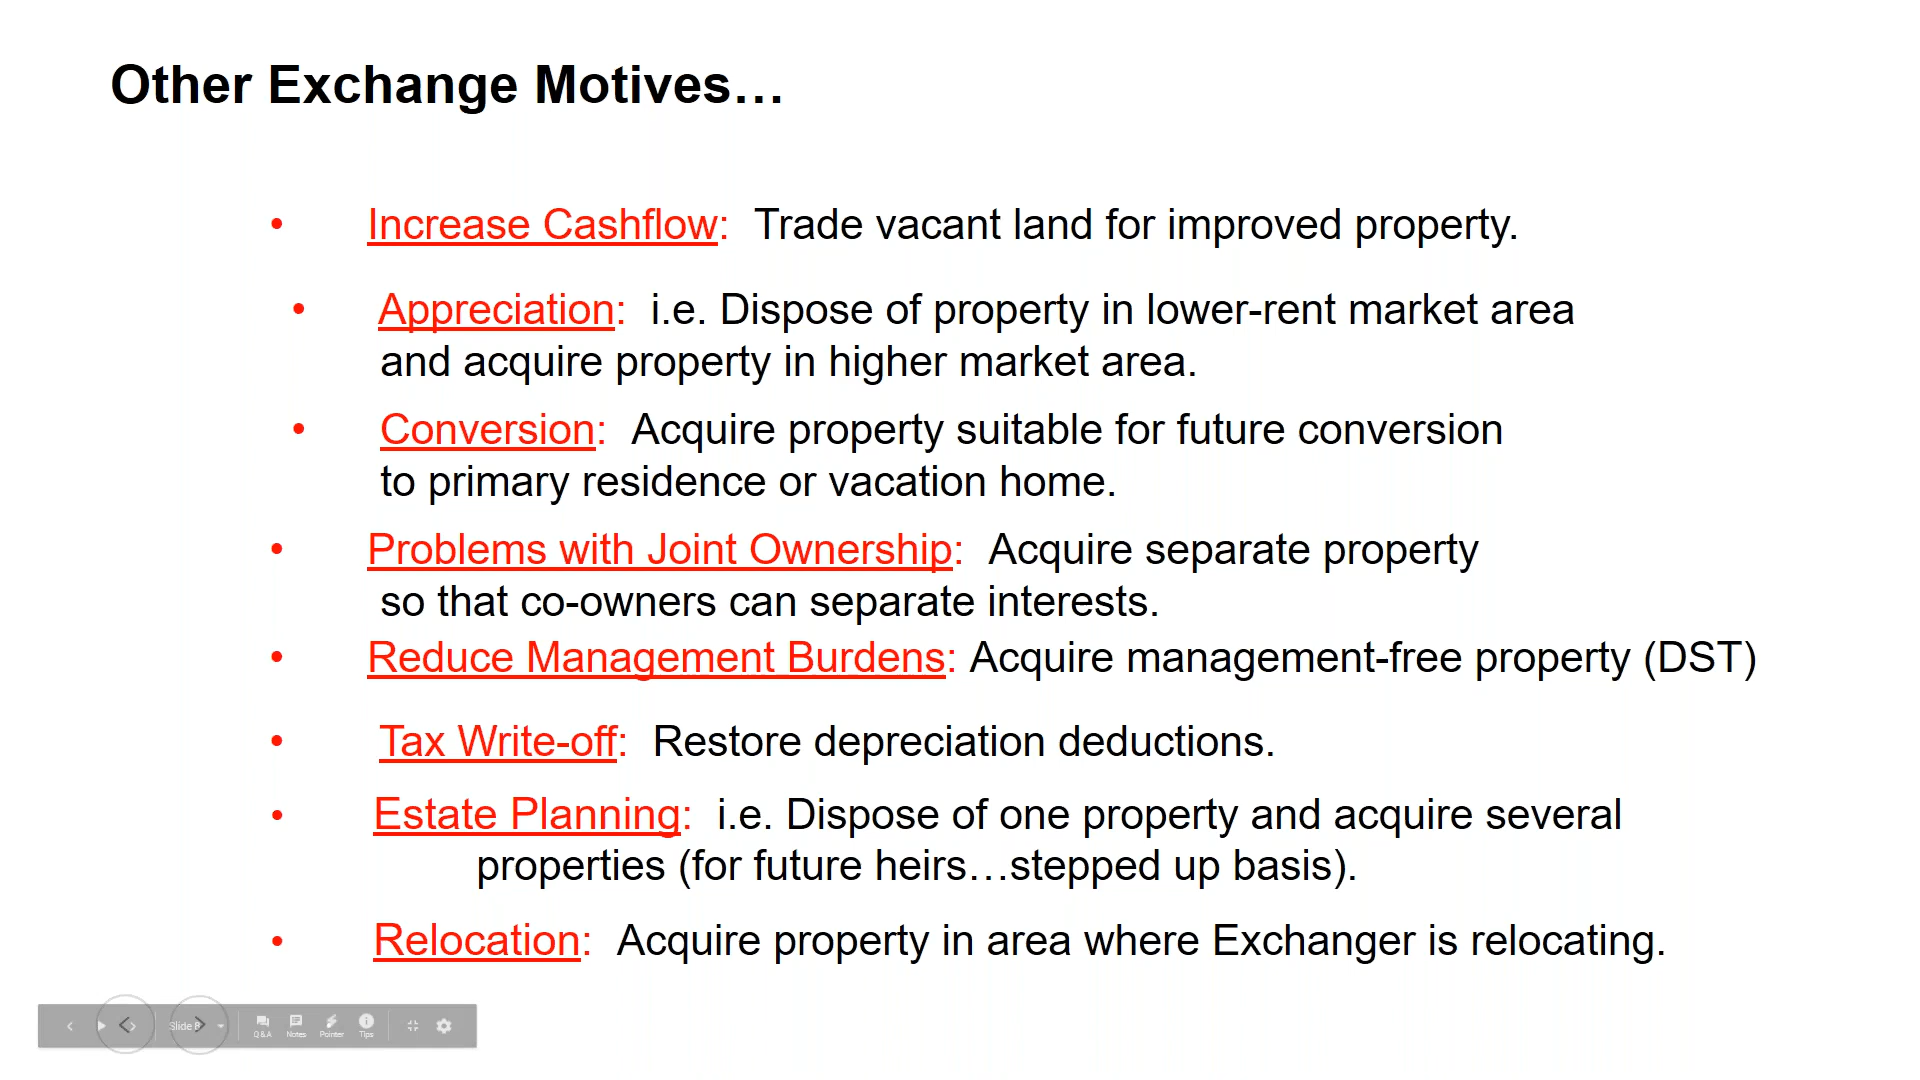 Other Exchange Motives…
• Increase Cashflow: Trade vacant land for improved property.
• Appreciation: i.e. Dispose of property in lower-rent market area
and acquire property in higher market area.
• Conversion: Acquire property suitable for future conversion
to primary residence or vacation home.
• Problems with Joint Ownership: Acquire separate property
so that co-owners can separate interests.
• Reduce Management Burdens: Acquire management-free property (DST)
• Tax Write-off: Restore depreciation deductions.
• Estate Planning: i.e. Dispose of one property and acquire several
properties (for future heirs…stepped up basis).
• Relocation: Acquire property in area where Exchanger is relocating.
Slide Q&A Notes Pointer Tips